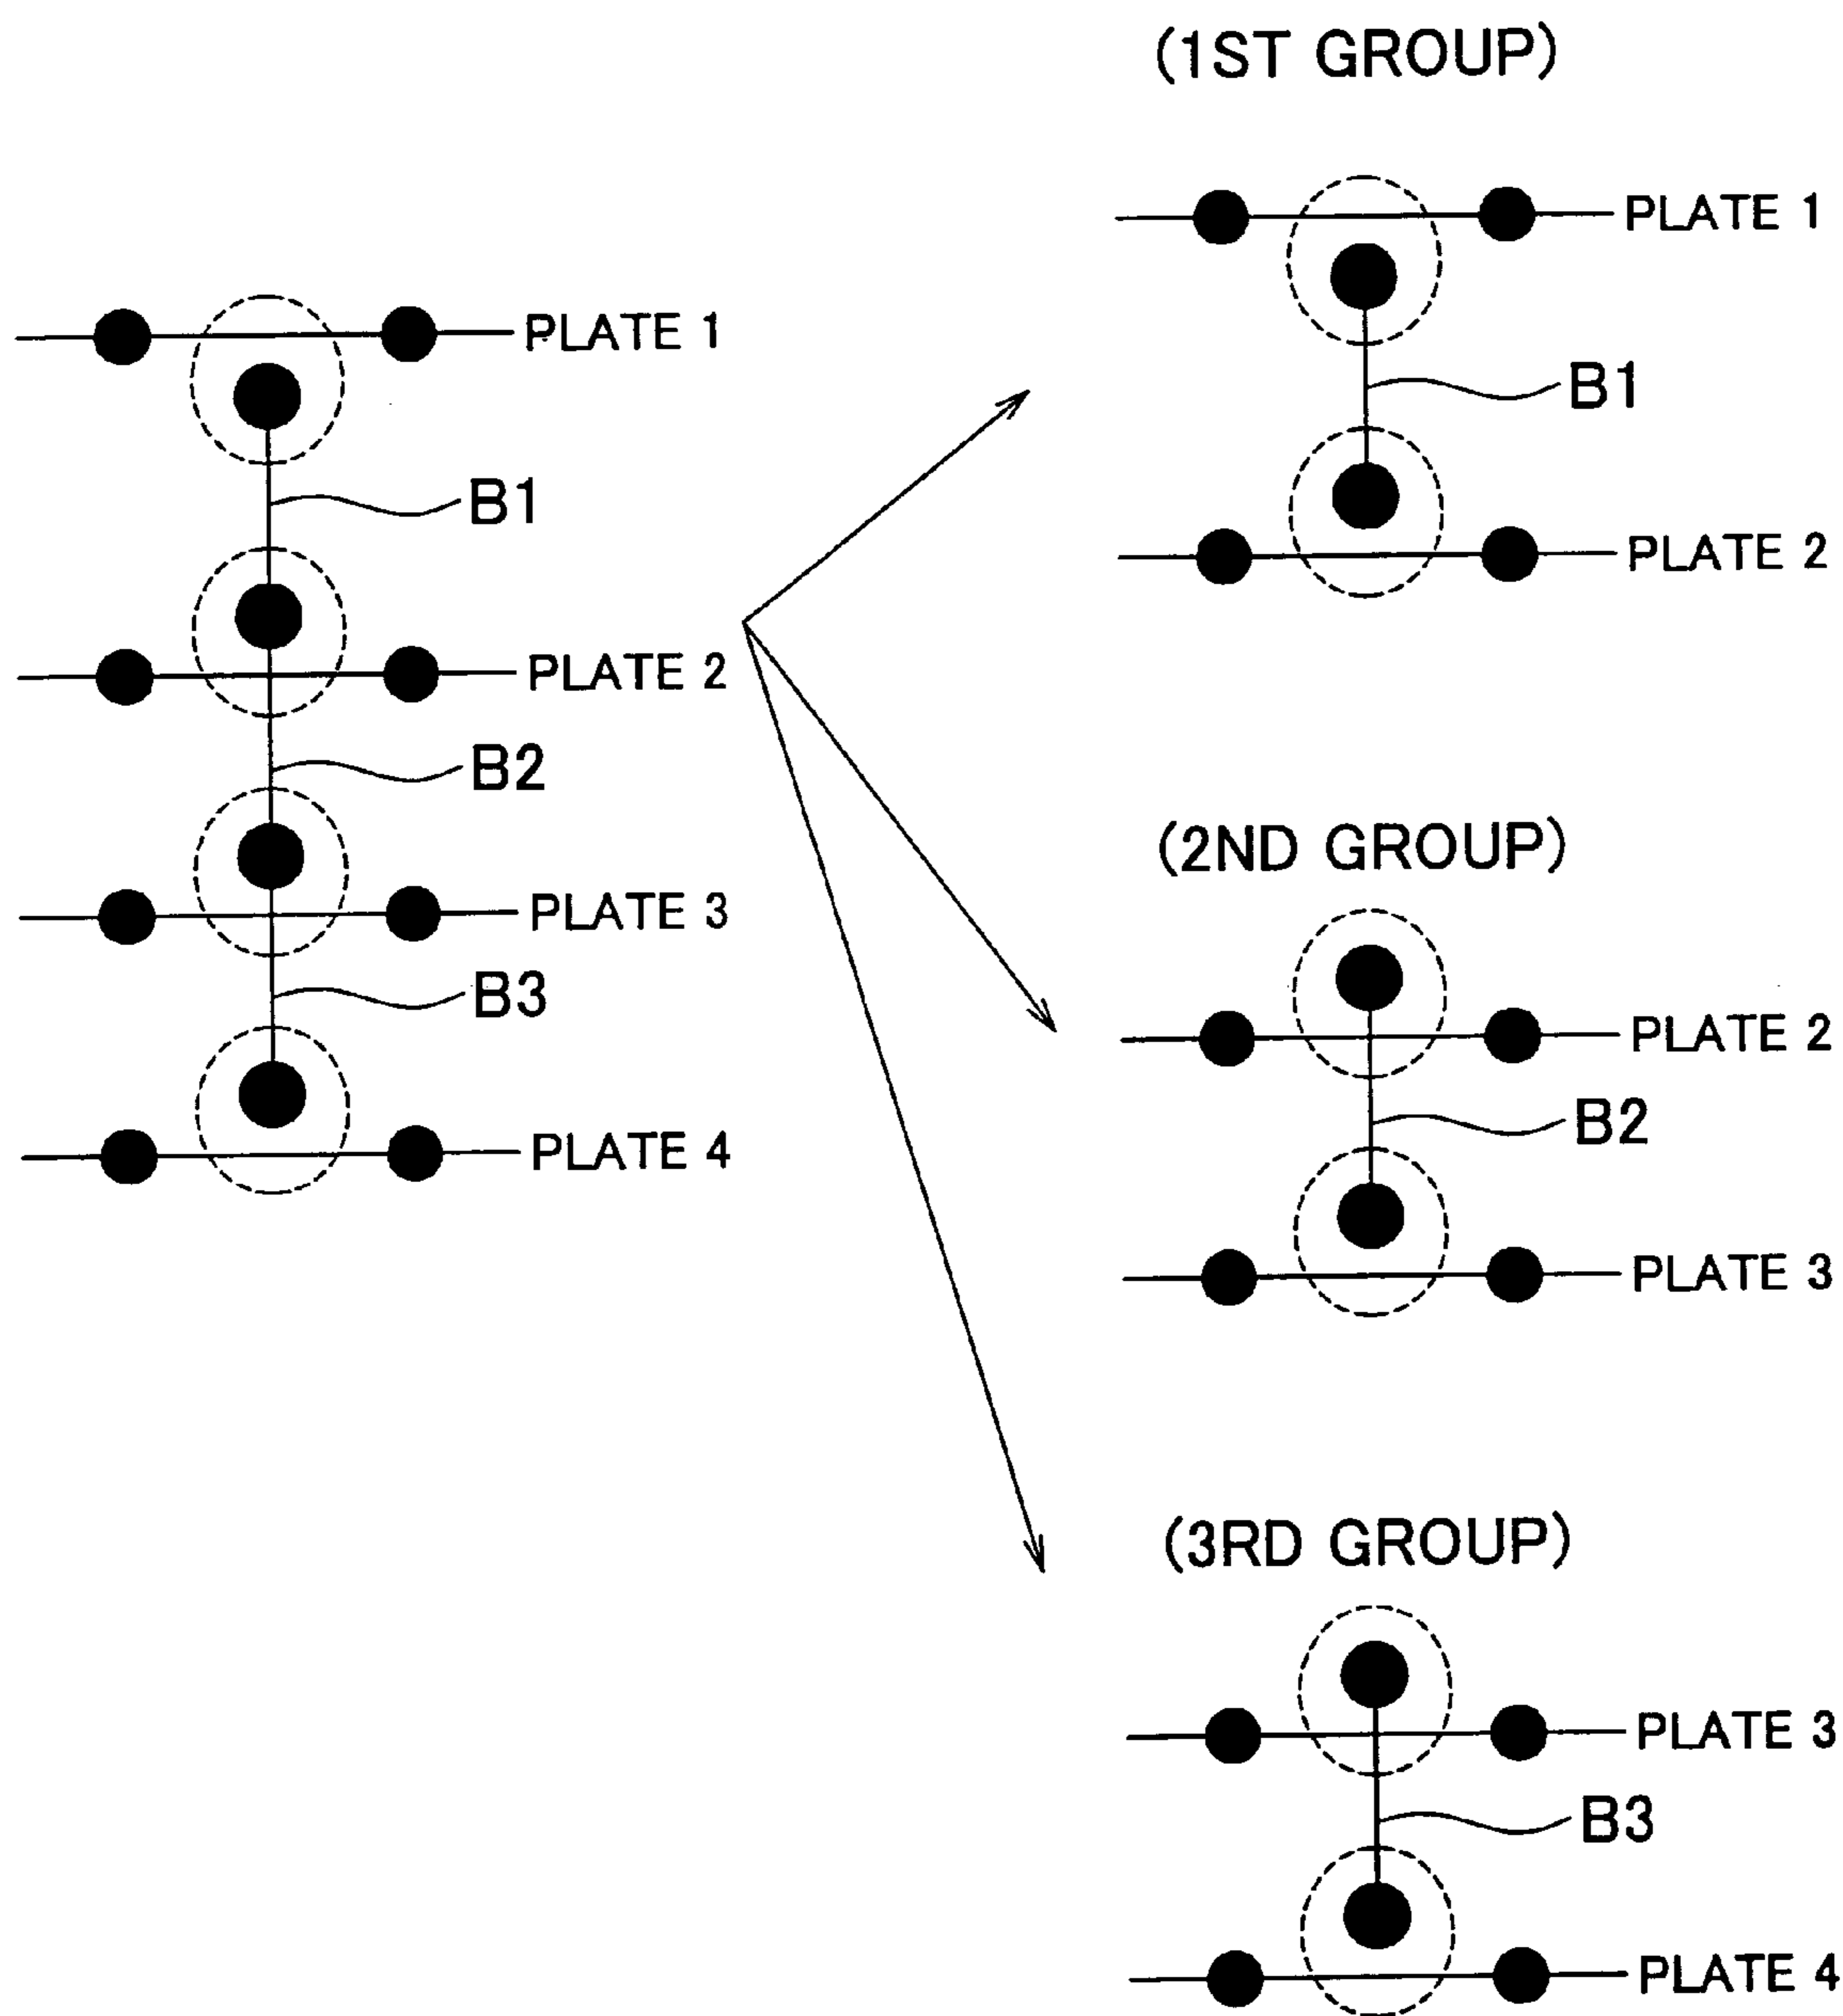 PLATE 1
B1
PLATE 2
B2
PLATE 3
B3
PLATE 4
(1ST GROUP)
PLATE 1
B1
PLATE 2
(2ND GROUP)
PLATE 2
B2
PLATE 3
(3RD GROUP)
PLATE 3
B3
PLATE 4